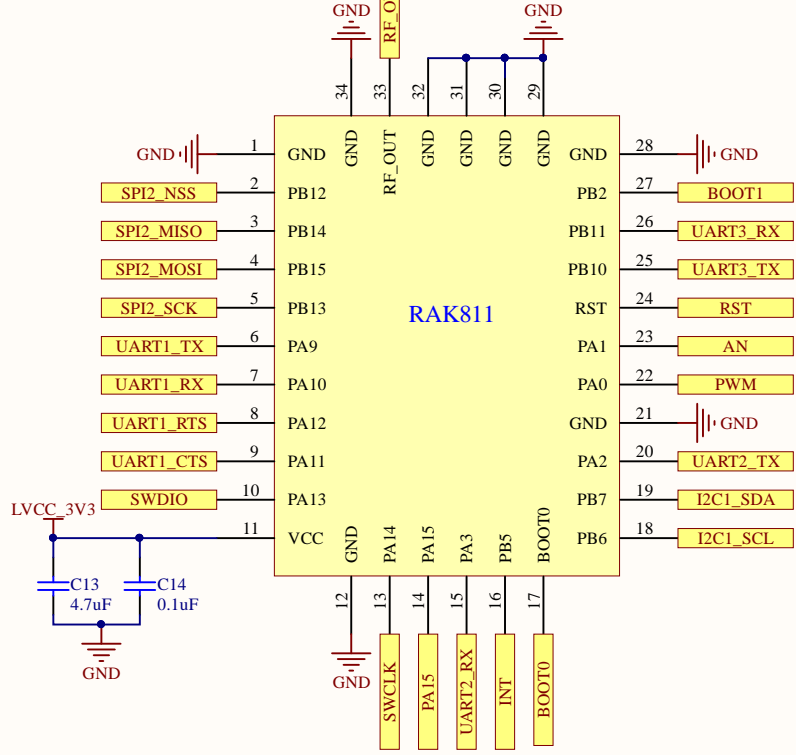 GND
GND
RF_O
34
33
32
31
30
29
GND
RF_OUT
GND
GND
GND
GND
GND 1 GND
GND 28 GND
SPI2_NSS 2 PB12
PB2 27 BOOT1
SPI2_MISO 3 PB14
PB11 26 UART3_RX
SPI2_MOSI 4 PB15
PB10 25 UART3_TX
SPI2_SCK 5 PB13
RAK811
RST 24 RST
UART1_TX 6 PA9
PA1 23 AN
UART1_RX 7 PA10
PA0 22 PWM
UART1_RTS 8 PA12
GND 21 GND
UART1_CTS 9 PA11
PA2 20 UART2_TX
SWDIO 10 PA13
PB7 19 I2C1_SDA
LVCC_3V3
11 VCC
PB6 18 I2C1_SCL
GND
PA14
PA15
PA3
PB5
BOOT0
C13
4.7uF
C14
0.1uF
GND
12
13
14
15
16
17
GND
SWCLK
PA15
UART2_RX
INT
BOOT0